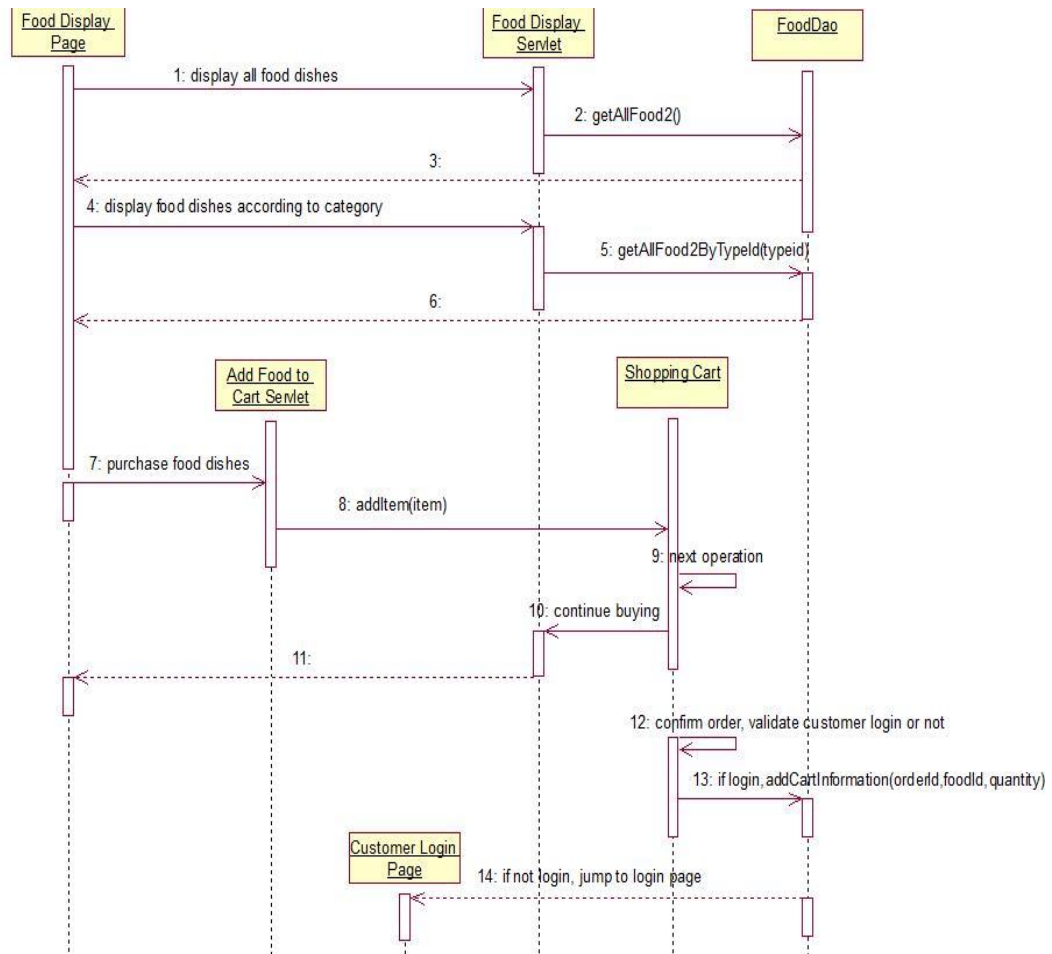 Food Display
Page
Food Display
Servlet
FoodDao
1: display all food dishes
2: getAllFood2()
3:
4: display food dishes according to category
5: getAllFood2ByTypeId(typeid)
6:
Add Food to
Cart Servlet
Shopping Cart
7: purchase food dishes
8: addItem(item)
9: next operation
10: continue buying
11:
12: confirm order, validate customer login or not
13: if login,addCartInformation(orderId,foodId,quantity)
Customer Login
Page
14: if not login, jump to login page